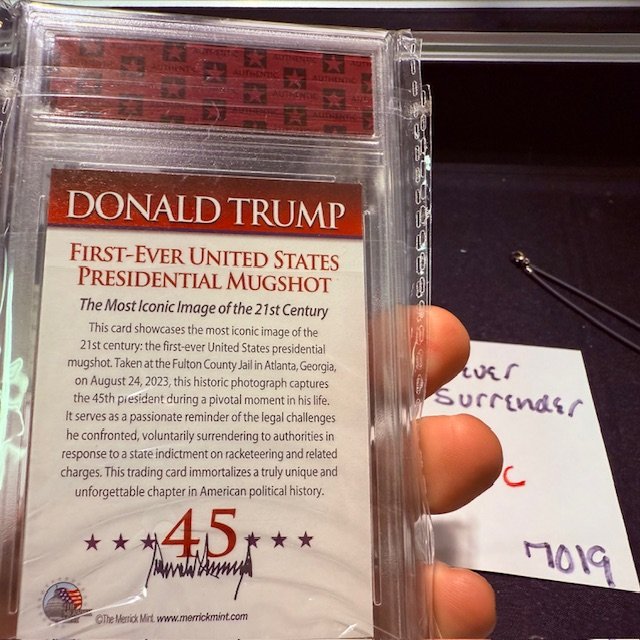 AUTHENTIC AUTHENTIC AUTHENTIC
DONALD TRUMP
FIRST-EVER UNITED STATES
PRESIDENTIAL MUGSHOT
The Most Iconic Image of the 21st Century
This card showcases the most iconic image of the
21st century: the first-ever United States presidential
mugshot. Taken at the Fulton County Jail in Atlanta, Georgia,
on August 24, 2023, this historic photograph captures
the 45th president during a pivotal moment in his life.
It serves as a passionate reminder of the legal challenges
he confronted, voluntarily surrendering to authorities in
response to a state indictment on racketeering and related
charges. This trading card immortalizes a truly unique and
unforgettable chapter in American political history.
45
©The Merrick Mint. www.merrickmint.com
ever
Surrender
C
7019